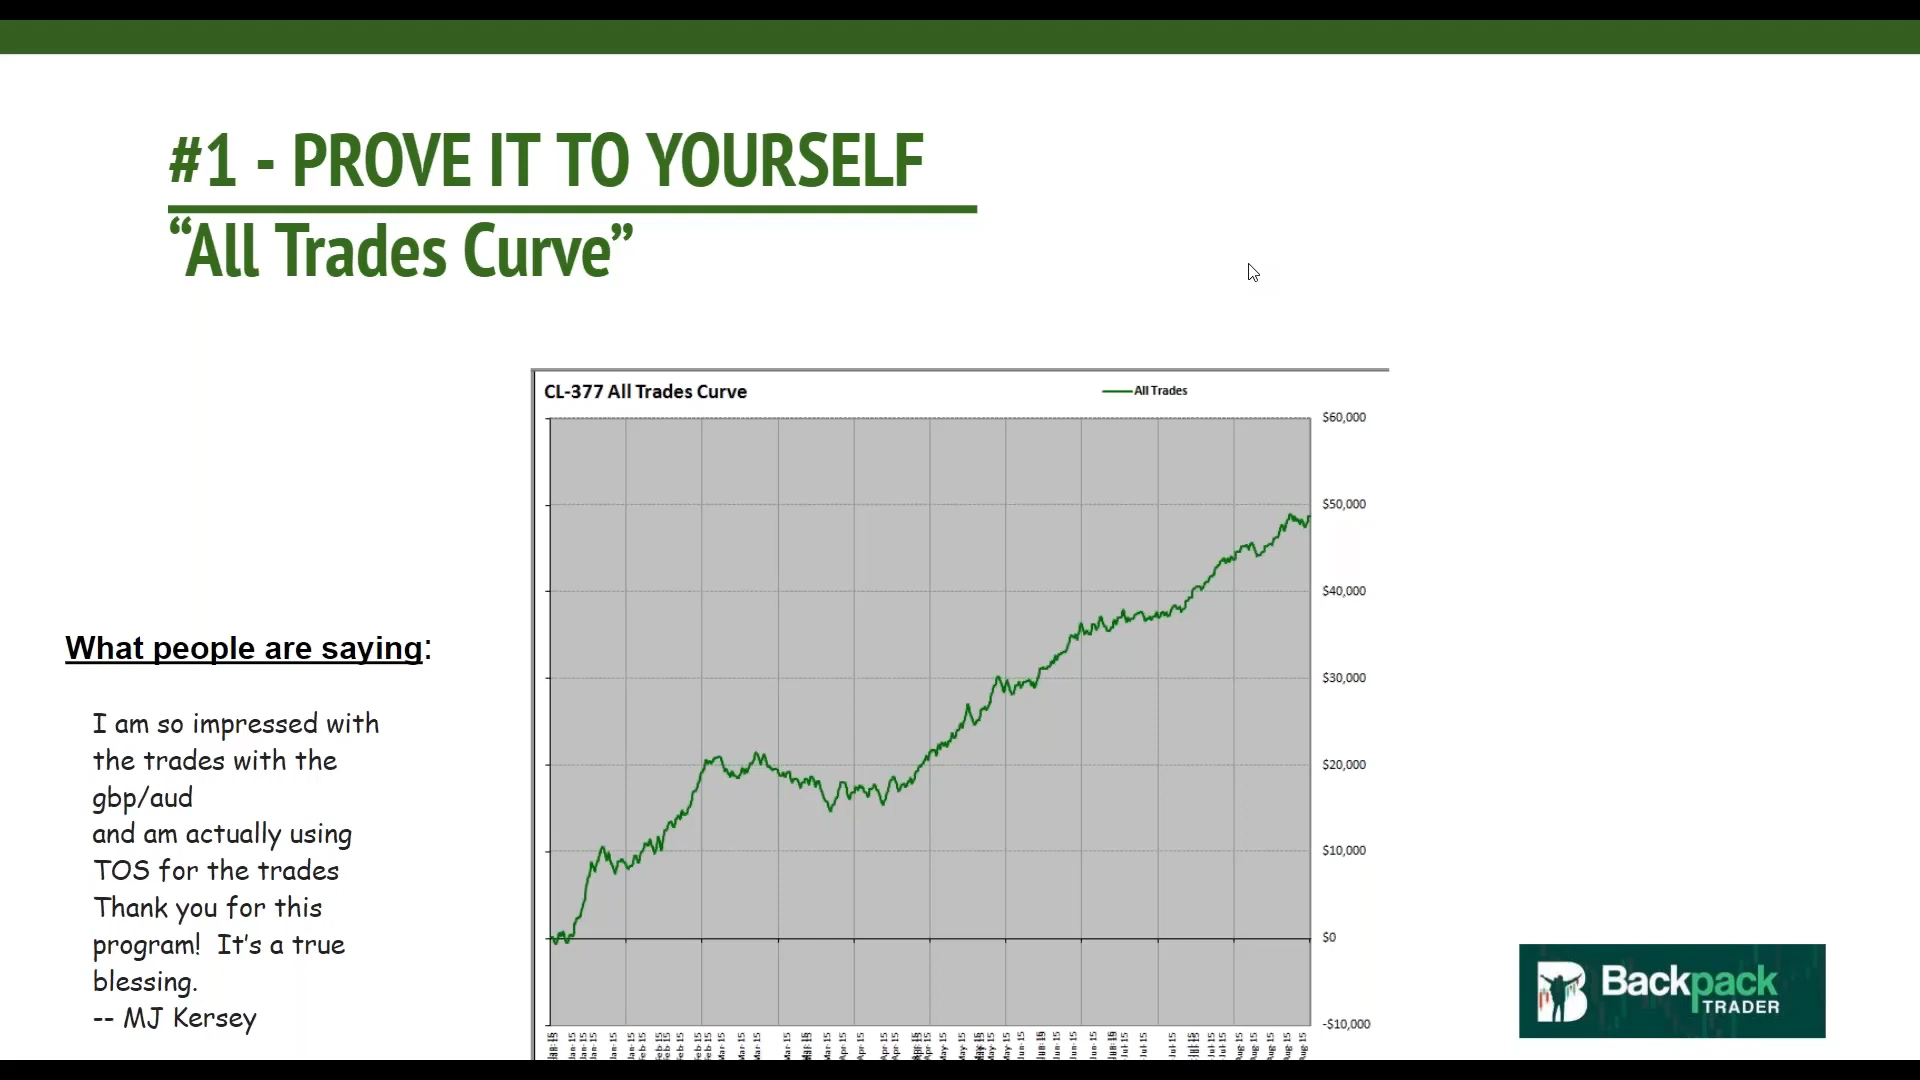 #1 - PROVE IT TO YOURSELF
“All Trades Curve”
CL-377 All Trades Curve
All Trades
$60,000
$50,000
$40,000
$30,000
$20,000
$10,000
$0
-$10,000
What people are saying:
I am so impressed with
the trades with the
gbp/aud
and am actually using
TOS for the trades
Thank you for this
program! It's a true
blessing.
-- MJ Kersey
Backpack
TRADER